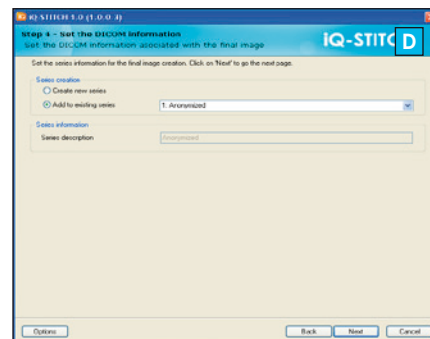 iQ-STITCH 1.0 (1.0.0.3)
Step 4 - Set the DICOM information
Set the DICOM information associated with the final image
iQ-STITC
D
Set the series information for the final image creation. Click on 'Next' to go the next page.
Series creation
Create new series
Add to existing series
1. Anonymized
Series information
Series description
Anonymized
Options
Back
Next
Cancel